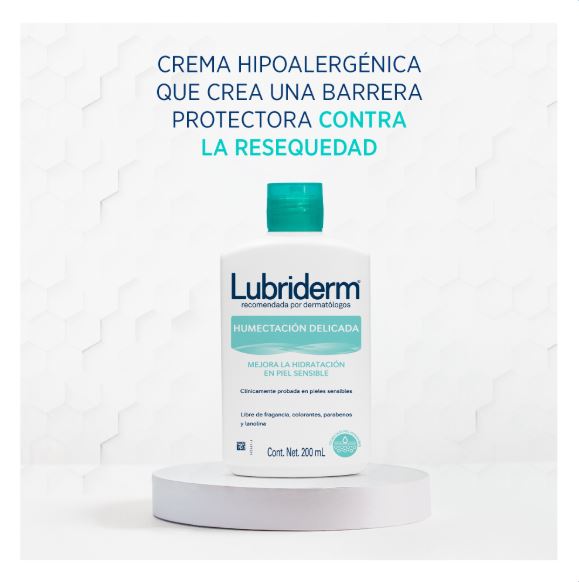 CREMA HIPOALERGÉNICA
QUE CREA UNA BARRERA
PROTECTORA CONTRA
LA RESEQUEDAD
Lubriderm®
recomendada por dermatólogos
HUMECTACIÓN DELICADA
MEJORA LA HIDRATACIÓN
EN PIEL SENSIBLE
Clínicamente probada en pieles sensibles
Libre de fragancia, colorantes, parabenos
y lanolina
Cont. Net. 200 mL